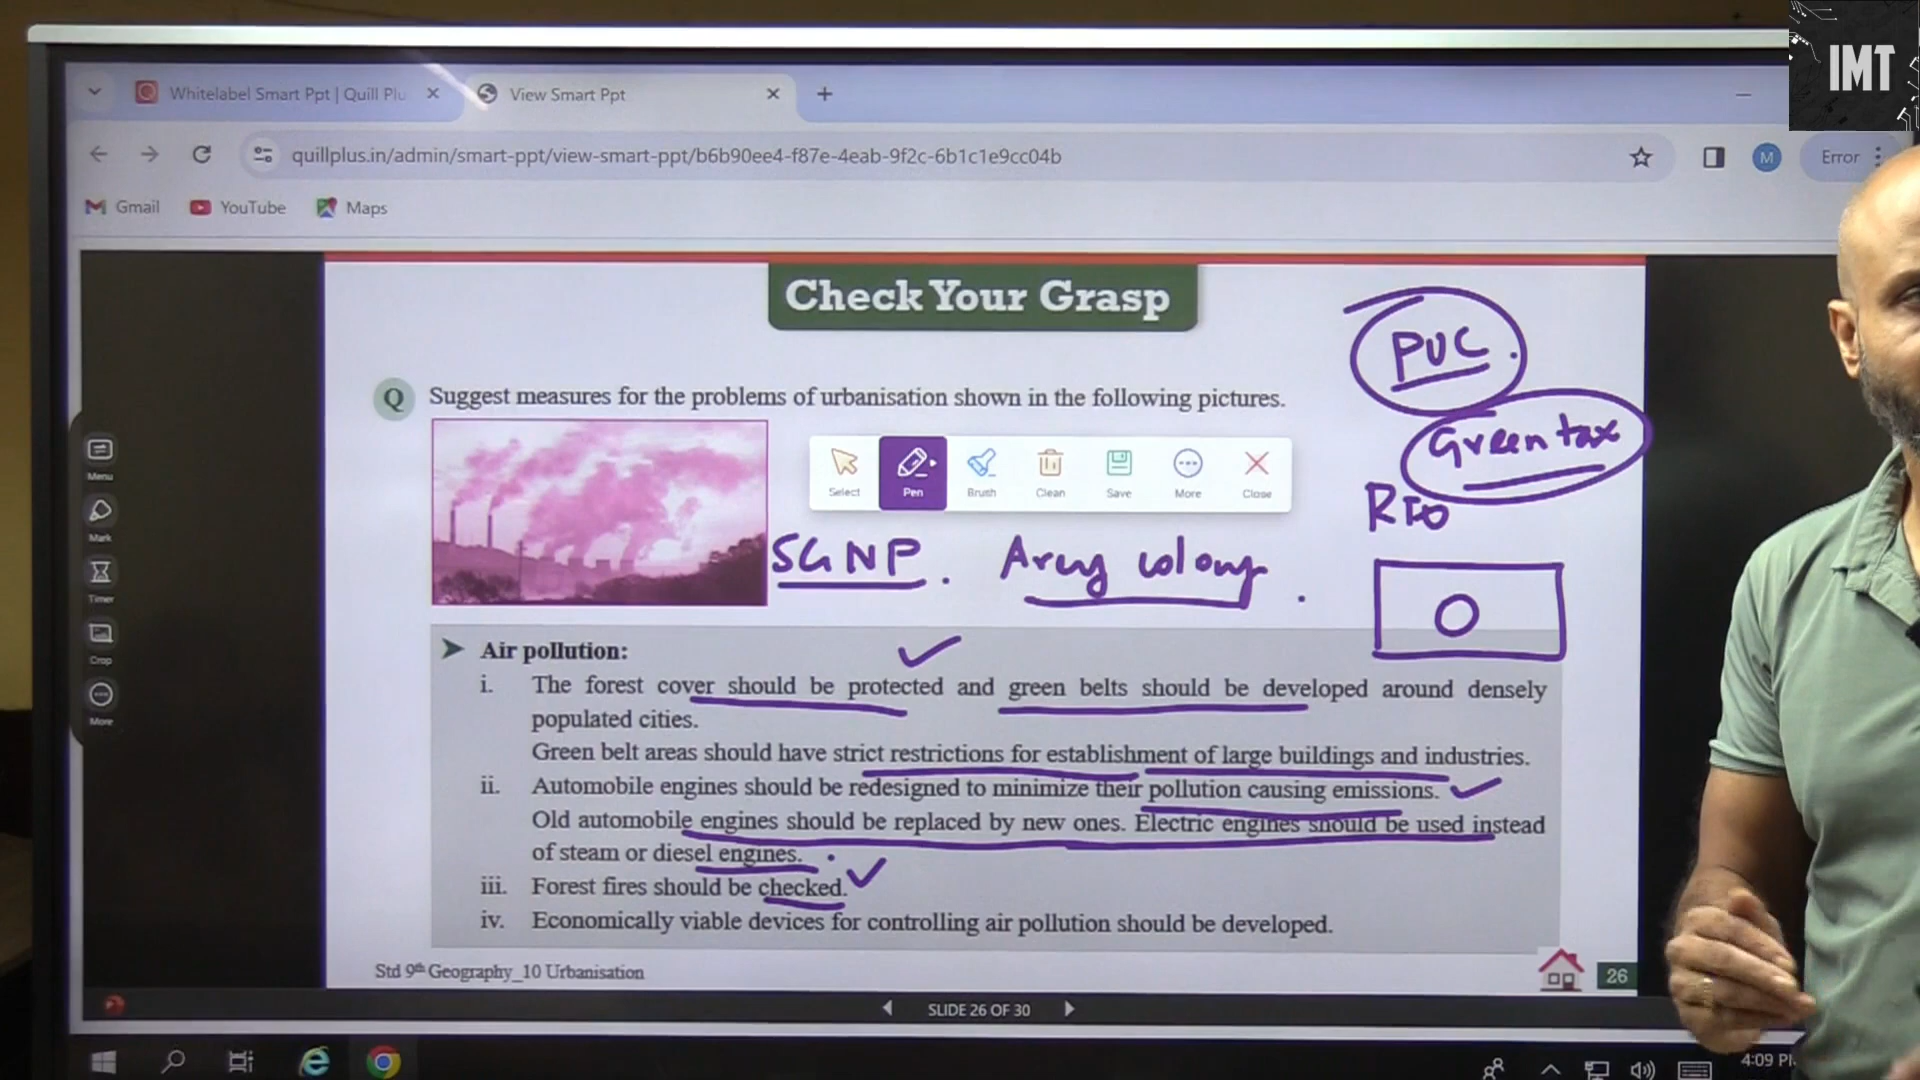 IMT
Whitelabel Smart Ppt | Quill Plu
View Smart Ppt
quillplus.in/admin/smart-ppt/view-smart-ppt/b6b90ee4-f87e-4eab-9f2c-6b1c1e9cc04b
M
Error
Gmail
YouTube
Maps
Check Your Grasp
PUC.
Q Suggest measures for the problems of urbanisation shown in the following pictures.
Green tax
Menu
Mark
Timer
Crop
More
Select
Pen
Brush
Clean
Save
More
Close
RTO
SGNP. Arey colony.
Air pollution:
i. The forest cover should be protected and green belts should be developed around densely
populated cities.
Green belt areas should have strict restrictions for establishment of large buildings and industries.
ii. Automobile engines should be redesigned to minimize their pollution causing emissions.
Old automobile engines should be replaced by new ones. Electric engines should be used instead
of steam or diesel engines.
iii. Forest fires should be checked.
iv. Economically viable devices for controlling air pollution should be developed.
Std 9th Geography_10 Urbanisation
26
SLIDE 26 OF 30
4:09 PM